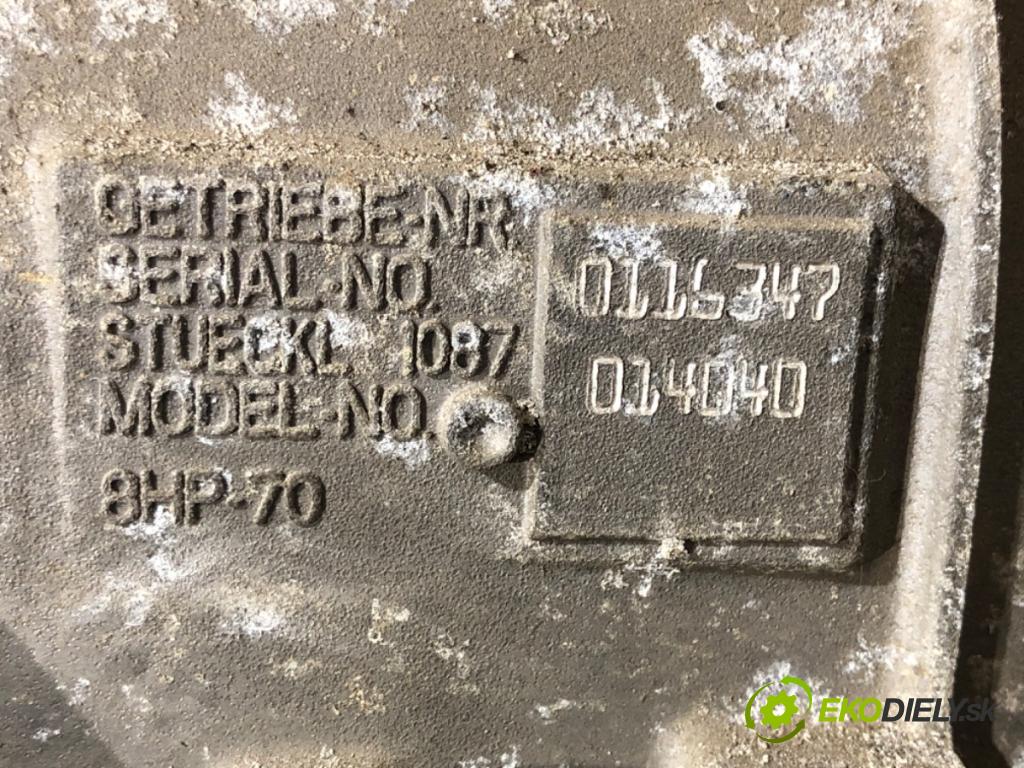 GETRIEBE-NR.
SERIAL-NO. 0116347
STUECKL. 1087
MODEL-NO. 014040
8HP-70
EKODIELY.sk